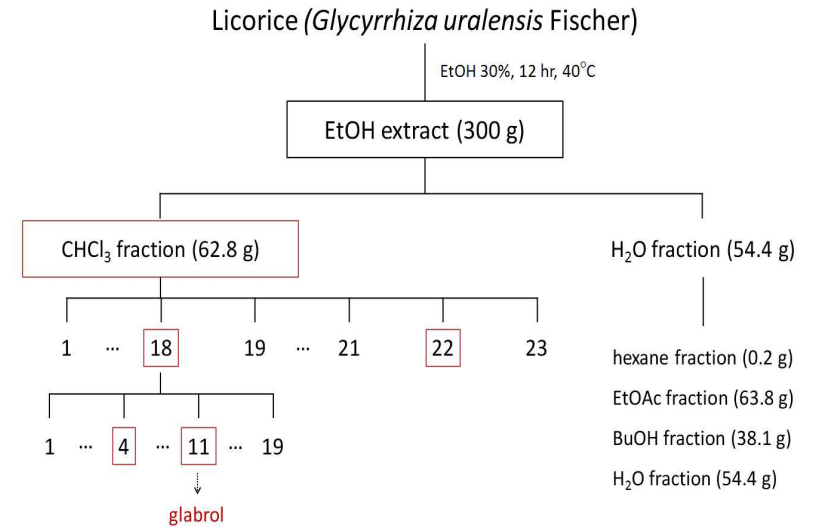 Licorice (Glycyrrhiza uralensis Fischer)
EtOH 30%, 12 hr, 40°C
EtOH extract (300 g)
CHCl₃ fraction (62.8 g)
H₂O fraction (54.4 g)
1 ... 18 19 ... 21 22 23
hexane fraction (0.2 g)
EtOAc fraction (63.8 g)
BuOH fraction (38.1 g)
H₂O fraction (54.4 g)
1 ... 4 ... 11 ... 19
glabrol